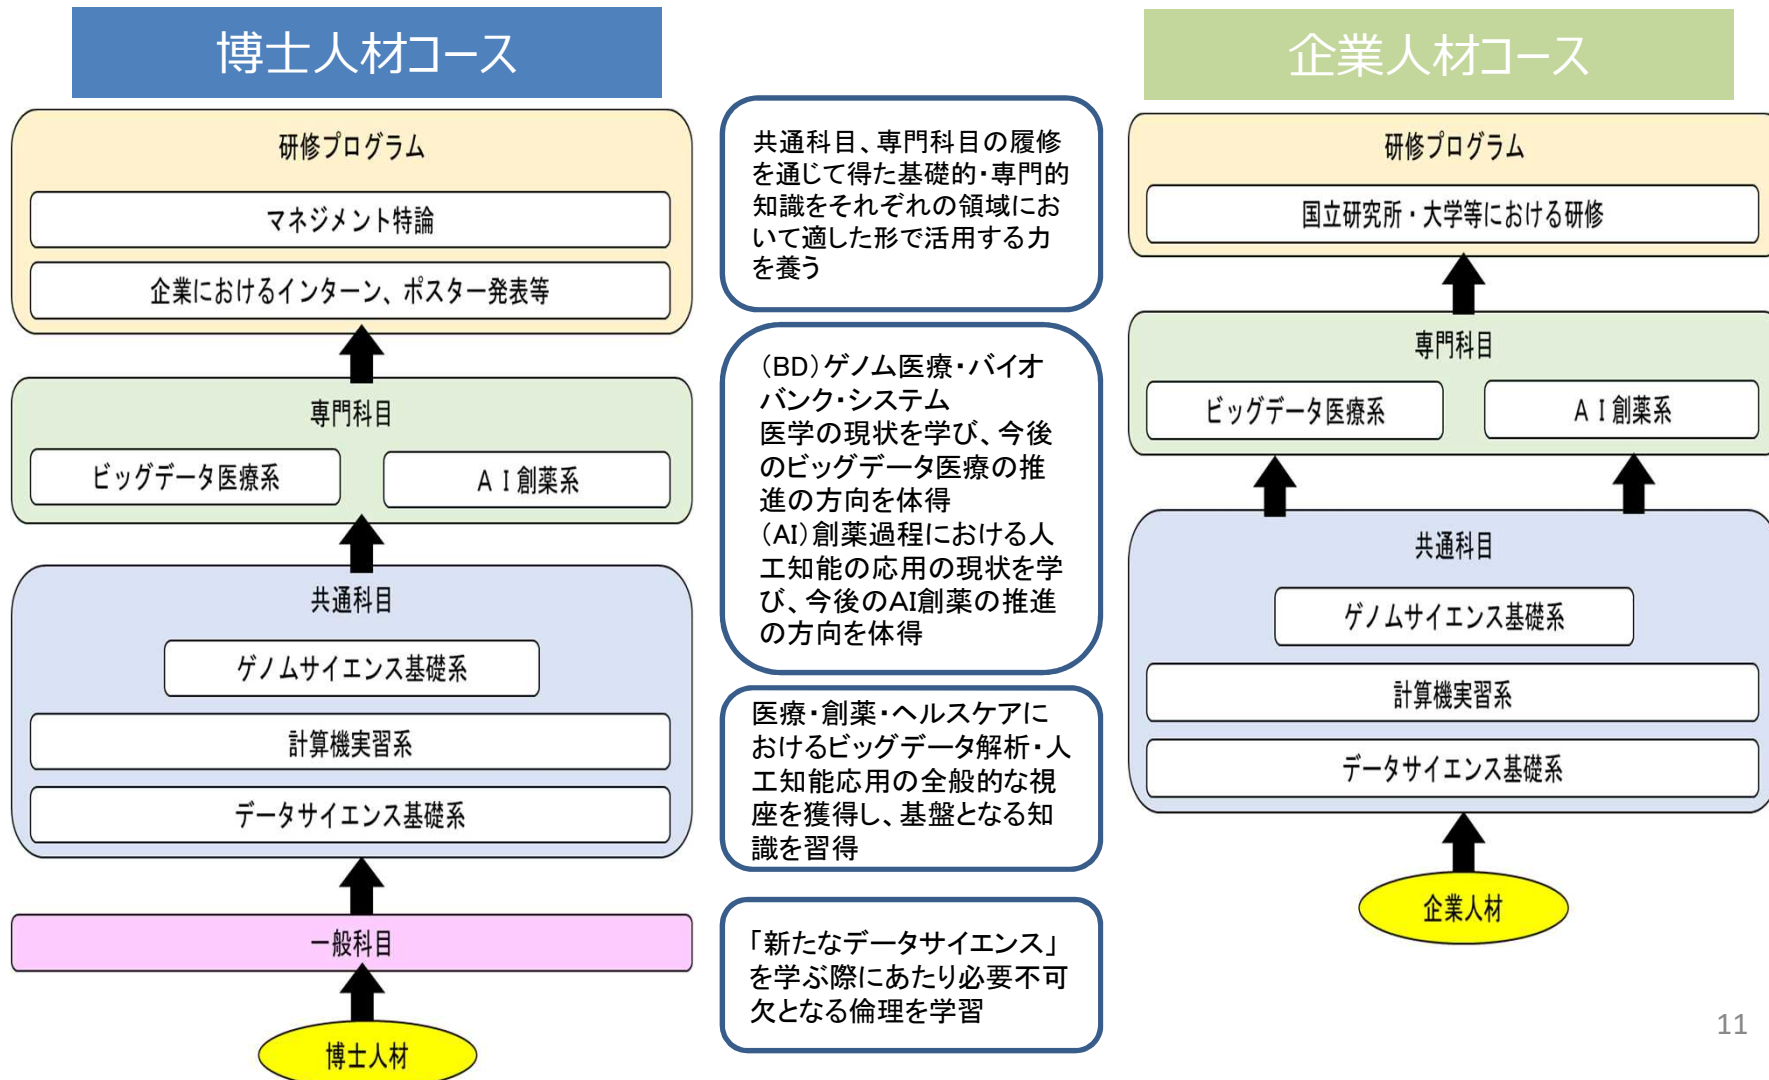 博士人材コース
研修プログラム
マネジメント特論
企業におけるインターン、ポスター発表等
専門科目
ビッグデータ医療系
ＡＩ創薬系
共通科目
ゲノムサイエンス基礎系
計算機実習系
データサイエンス基礎系
一般科目
博士人材
共通科目、専門科目の履修
を通じて得た基礎的・専門的
知識をそれぞれの領域にお
いて適した形で活用する力
を養う
（BD）ゲノム医療・バイオ
バンク・システム
医学の現状を学び、今後
のビッグデータ医療の推
進の方向を体得
（AI）創薬過程における人
工知能の応用の現状を学
び、今後のAI創薬の推進
の方向を体得
医療・創薬・ヘルスケアに
おけるビッグデータ解析・人
工知能応用の全般的な視
座を獲得し、基盤となる知
識を習得
「新たなデータサイエンス」
を学ぶ際にあたり必要不可
欠となる倫理を学習
企業人材コース
研修プログラム
国立研究所・大学等における研修
専門科目
ビッグデータ医療系
ＡＩ創薬系
共通科目
ゲノムサイエンス基礎系
計算機実習系
データサイエンス基礎系
企業人材
11